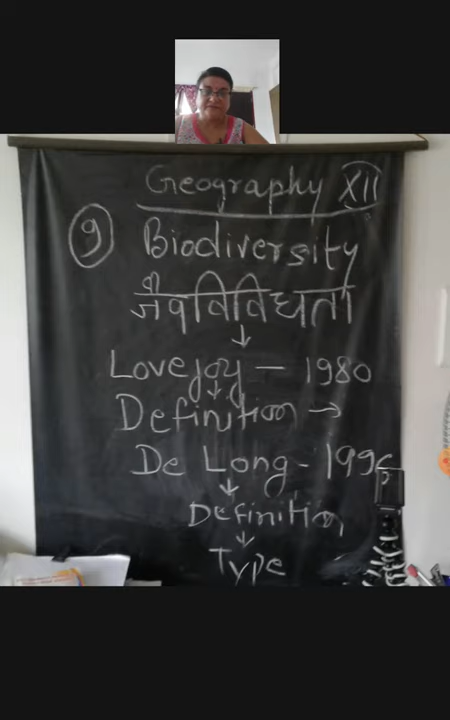 Geography XII
9 Biodiversity
जैवविविधता
↓
Lovejoy — 1980
↓
Definition →
De Long - 1996
↓
Definition
↓
Type